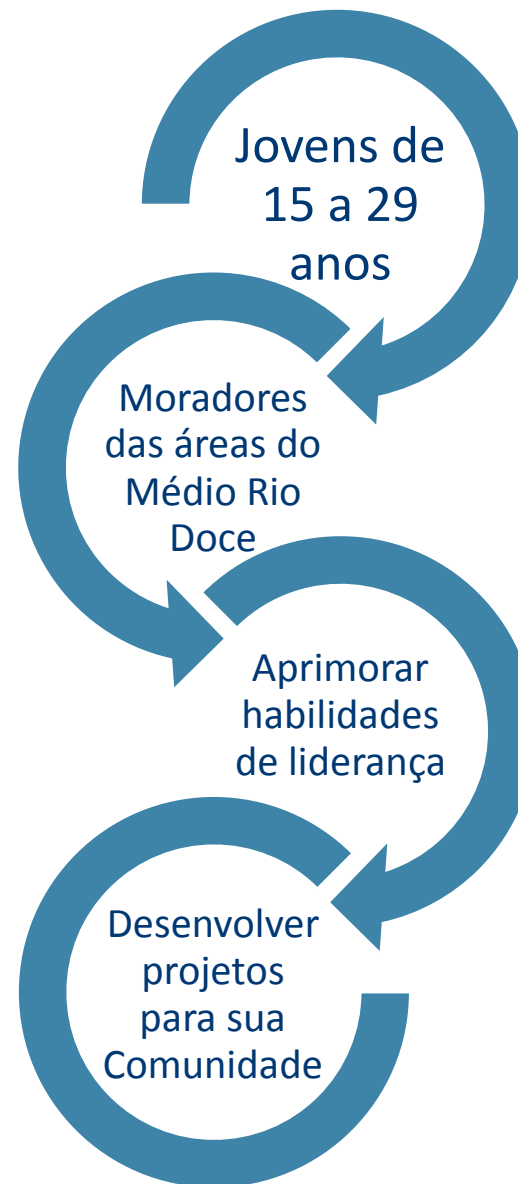 Jovens de
15 a 29
anos
Moradores
das áreas do
Médio Rio
Doce
Aprimorar
habilidades
de liderança
Desenvolver
projetos
para sua
Comunidade